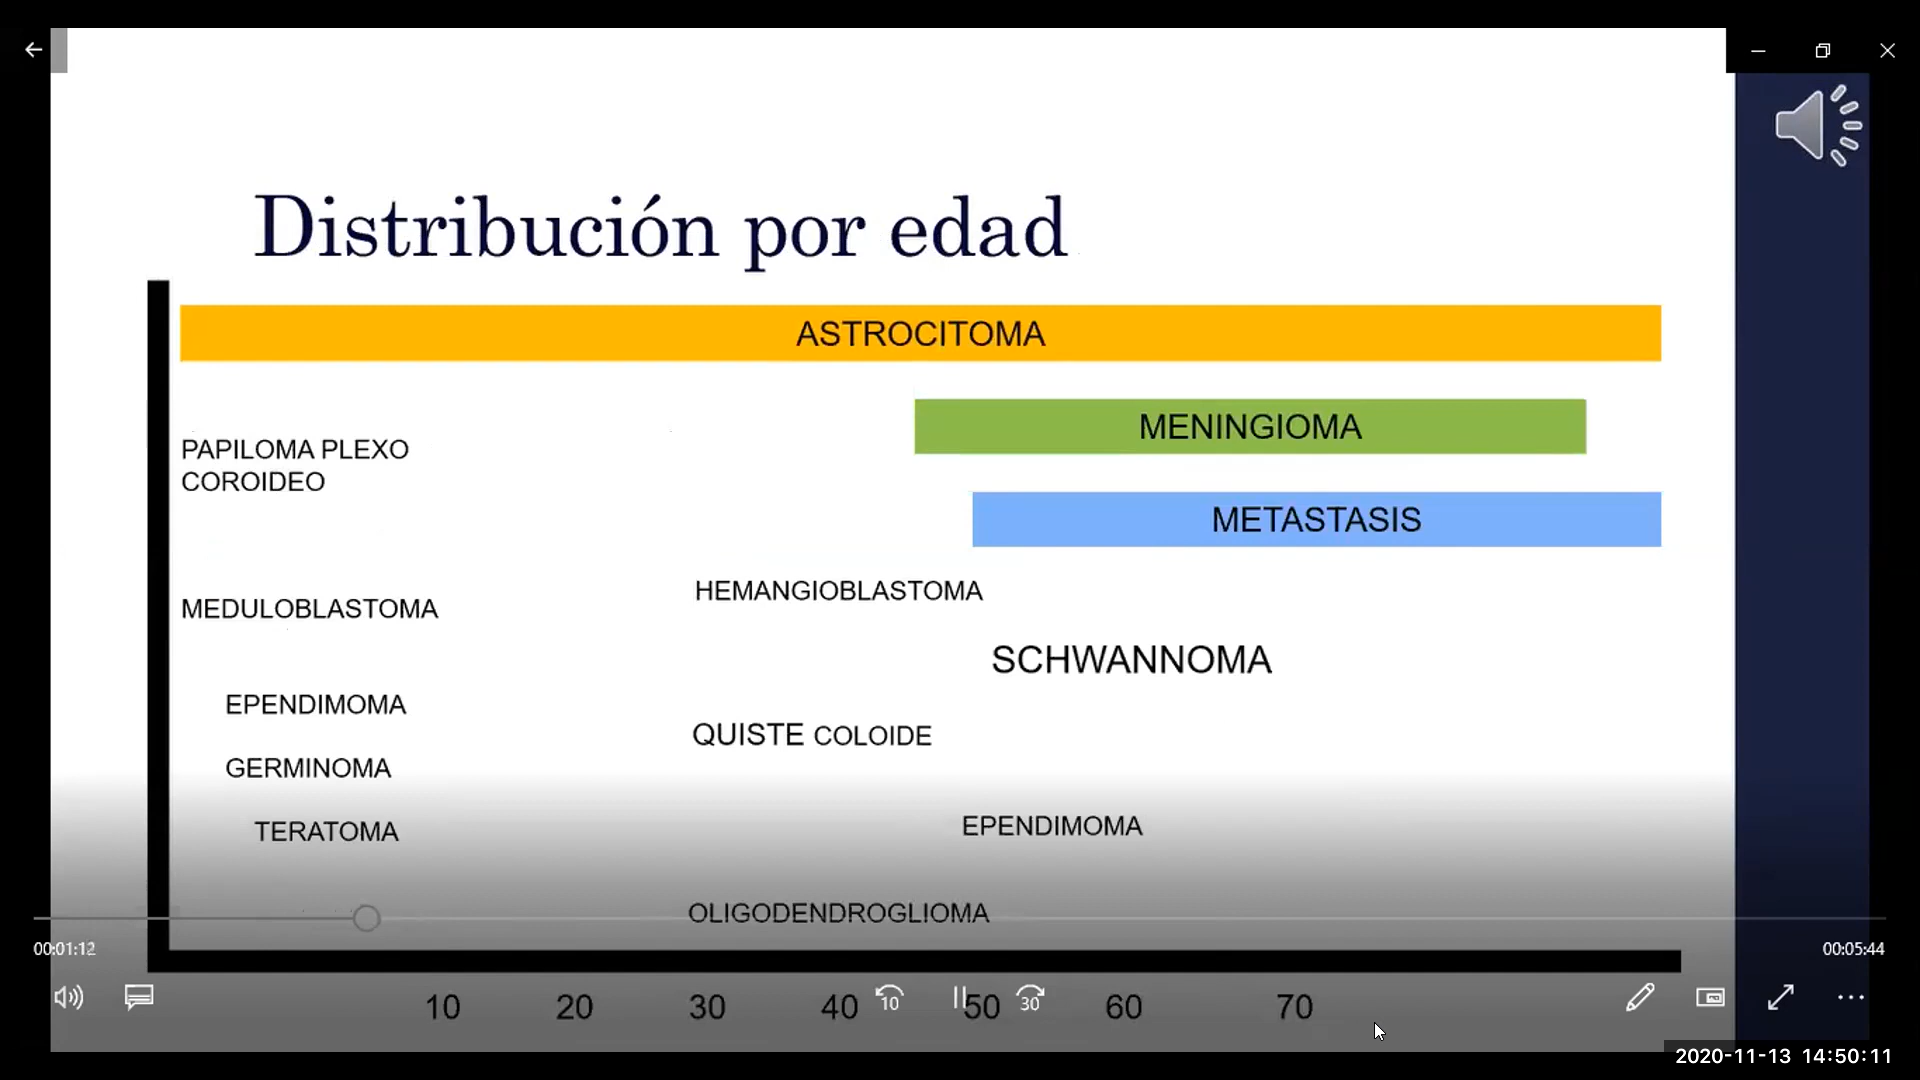 Distribución por edad
ASTROCITOMA
MENINGIOMA
PAPILOMA PLEXO
COROIDEO
METASTASIS
HEMANGIOBLASTOMA
MEDULOBLASTOMA
SCHWANNOMA
EPENDIMOMA
QUISTE COLOIDE
GERMINOMA
EPENDIMOMA
TERATOMA
OLIGODENDROGLIOMA
00:01:12
00:05:44
10 20 30 40 10 50 30 60 70
2020-11-13 14:50:11